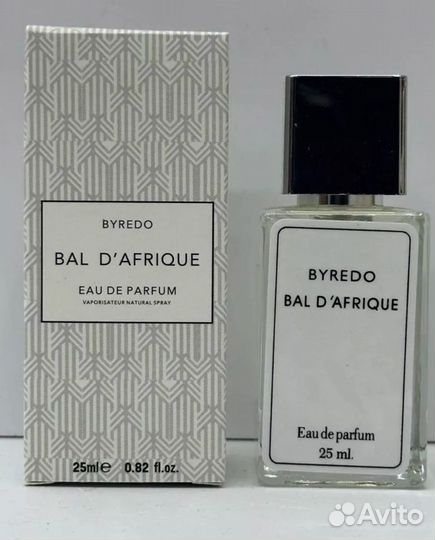 BYREDO
BAL D'AFRIQUE
EAU DE PARFUM
VAPORISATEUR NATURAL SPRAY
25ml℮ 0.82 fl.oz.
BYREDO
BAL D'AFRIQUE
Eau de parfum
25 ml.
Avito